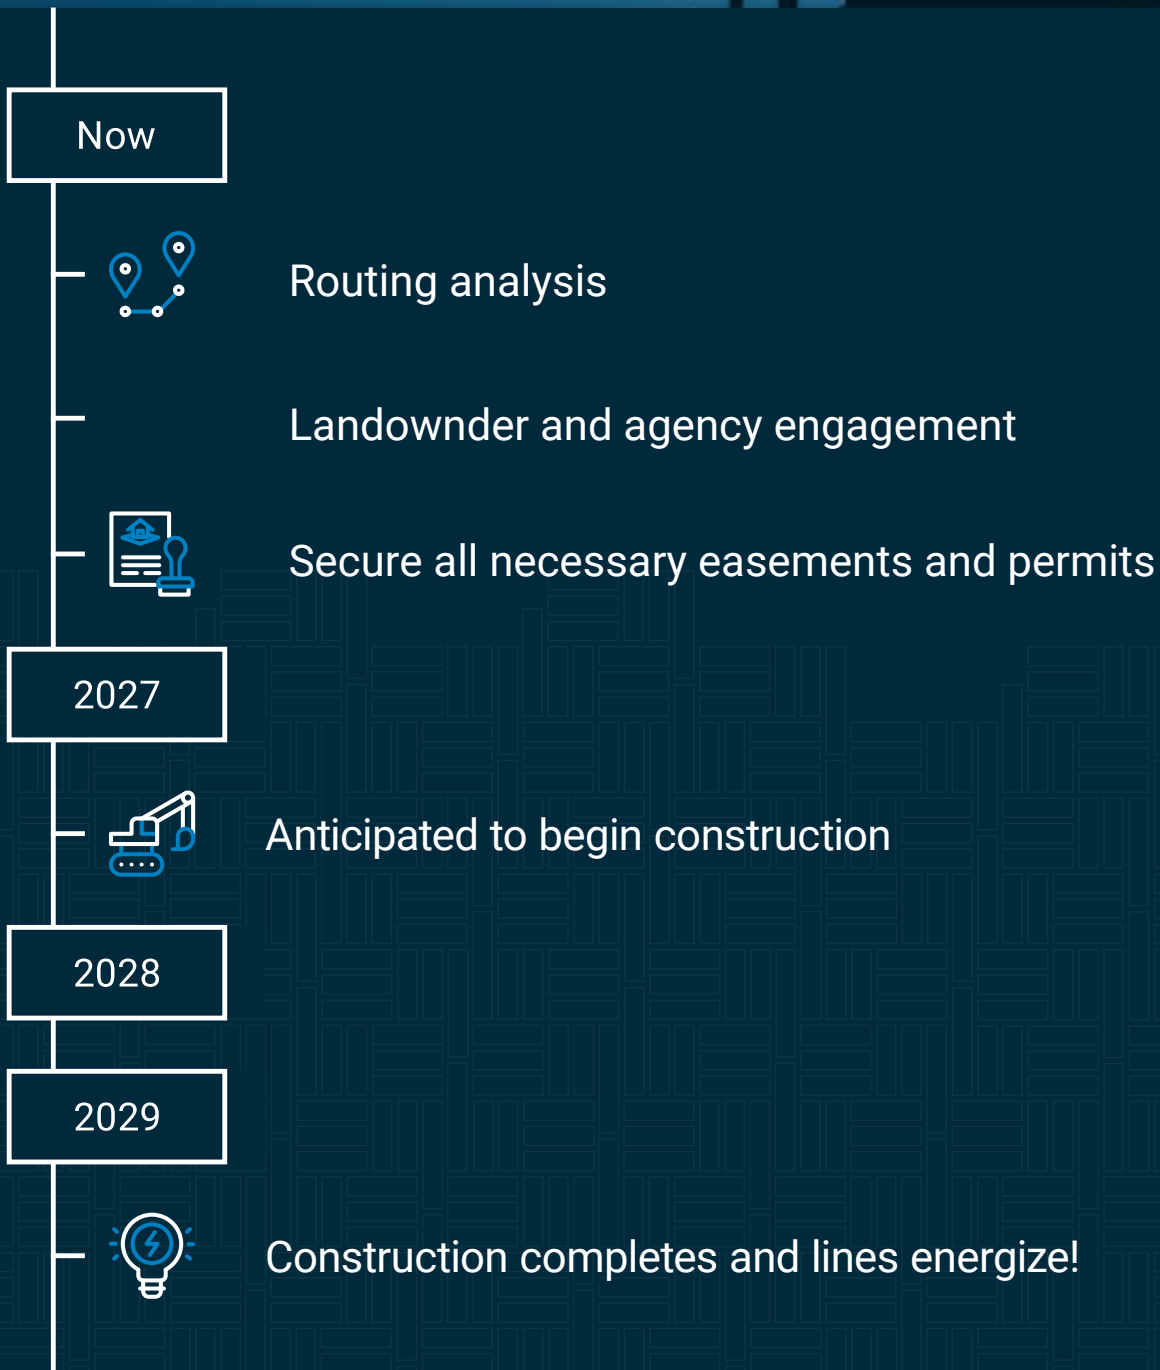 Now
Routing analysis
Landownder and agency engagement
Secure all necessary easements and permits
2027
Anticipated to begin construction
2028
2029
Construction completes and lines energize!